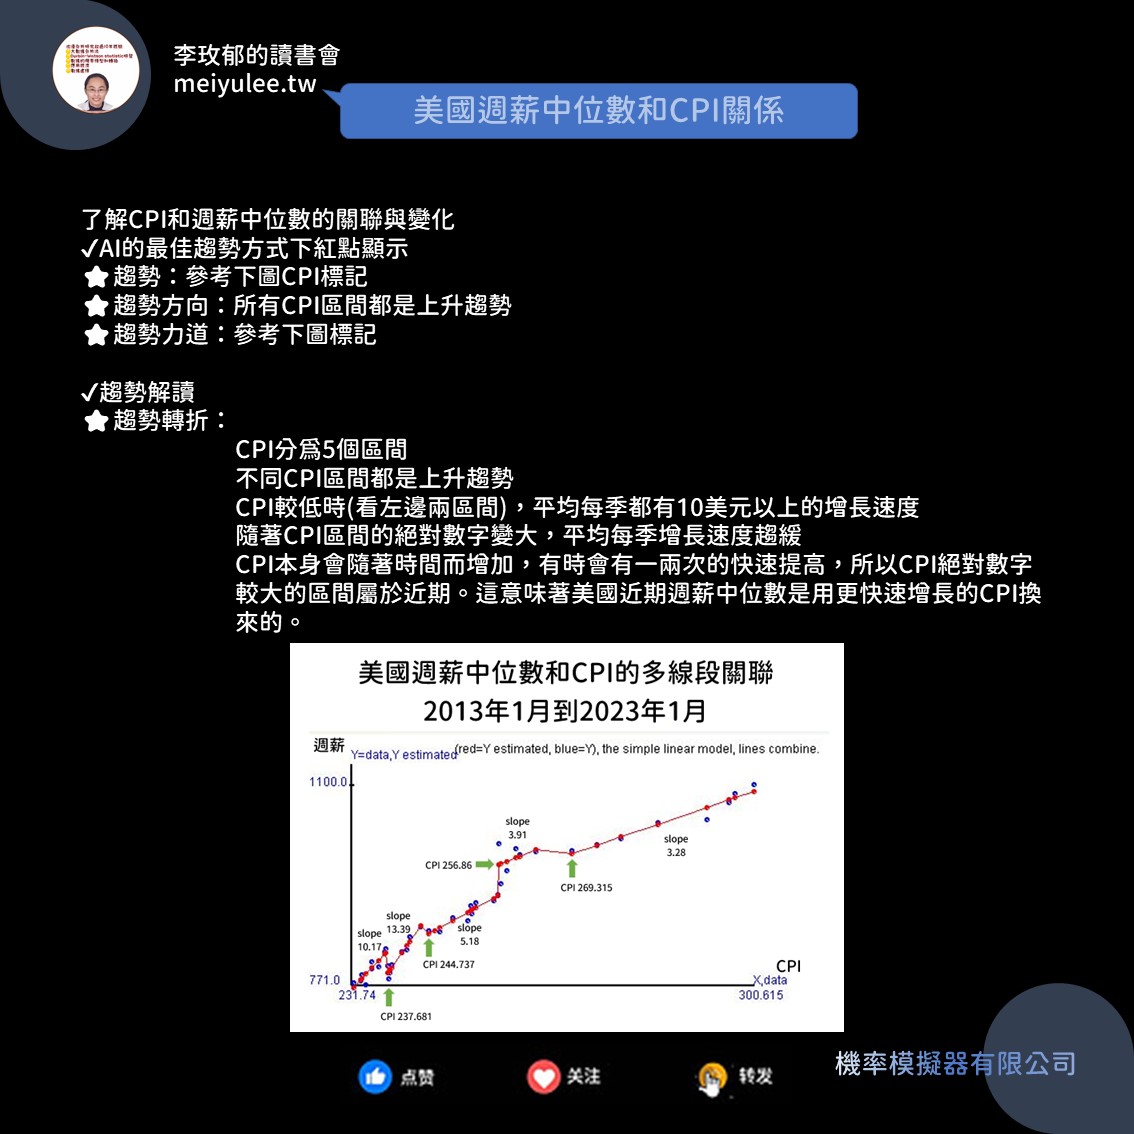 李玫郁的讀書會
meiyulee.tw
美國週薪中位數和CPI關係
了解CPI和週薪中位數的關聯與變化
✓AI的最佳趨勢方式下紅點顯示
★趨勢：參考下圖CPI標記
★趨勢方向：所有CPI區間都是上升趨勢
★趨勢力道：參考下圖標記
✓趨勢解讀
★趨勢轉折：
CPI分爲5個區間
不同CPI區間都是上升趨勢
CPI較低時(看左邊兩區間)，平均每季都有10美元以上的增長速度
隨著CPI區間的絕對數字變大，平均每季增長速度趨緩
CPI本身會隨著時間而增加，有時會有一兩次的快速提高，所以CPI絕對數字
較大的區間屬於近期。這意味著美國近期週薪中位數是用更快速增長的CPI換
來的。
美國週薪中位數和CPI的多線段關聯
2013年1月到2023年1月
週薪
Y=data,Y estimated
(red=Y estimated, blue=Y), the simple linear model, lines combine.
1100.0
slope
3.91
slope
3.28
CPI 256.86
CPI 269.315
slope
13.39
slope
10.17
slope
5.18
CPI 244.737
CPI
771.0
X,data
231.74
300.615
CPI 237.681
机率模擬器有限公司
点赞
关注
转发